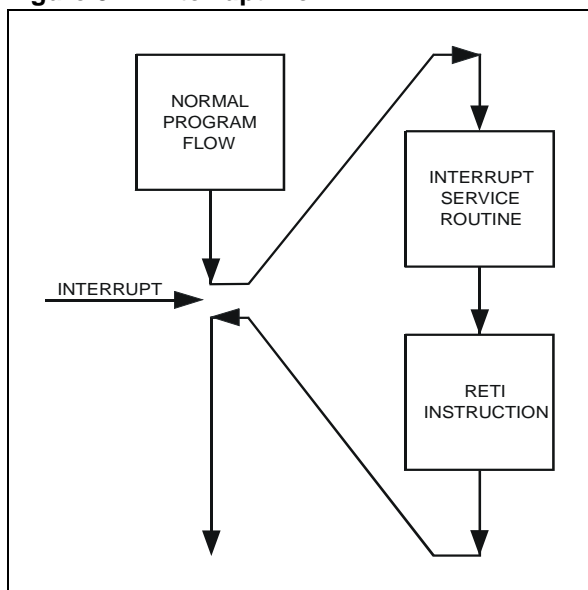 NORMAL
PROGRAM
FLOW
INTERRUPT
SERVICE
ROUTINE
INTERRUPT
RETI
INSTRUCTION